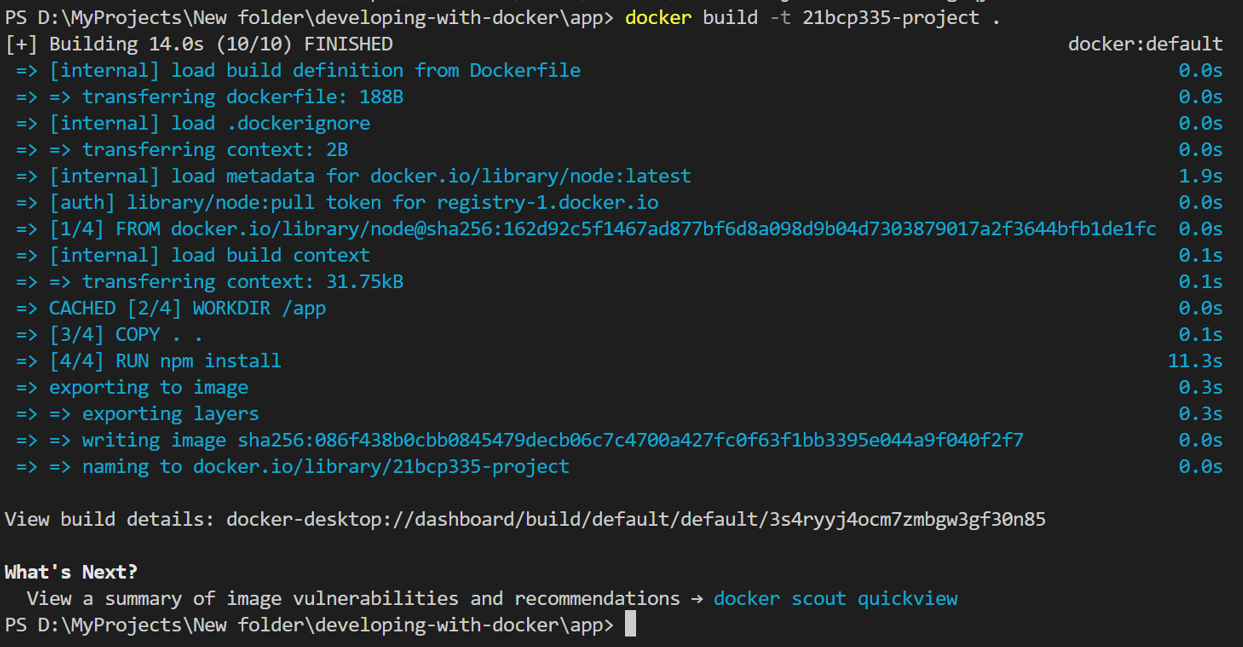 PS D:\MyProjects\New folder\developing-with-docker\app> docker build -t 21bcp335-project .
[+] Building 14.0s (10/10) FINISHED docker:default
=> [internal] load build definition from Dockerfile 0.0s
=> => transferring dockerfile: 188B 0.0s
=> [internal] load .dockerignore 0.0s
=> => transferring context: 2B 0.0s
=> [internal] load metadata for docker.io/library/node:latest 1.9s
=> [auth] library/node:pull token for registry-1.docker.io 0.0s
=> [1/4] FROM docker.io/library/node@sha256:162d92c5f1467ad877bf6d8a098d9b04d7303879017a2f3644bfb1de1fc 0.0s
=> [internal] load build context 0.1s
=> => transferring context: 31.75kB 0.1s
=> CACHED [2/4] WORKDIR /app 0.0s
=> [3/4] COPY . . 0.1s
=> [4/4] RUN npm install 11.3s
=> exporting to image 0.3s
=> => exporting layers 0.3s
=> => writing image sha256:086f438b0cbb0845479decb06c7c4700a427fc0f63f1bb3395e044a9f040f2f7 0.0s
=> => naming to docker.io/library/21bcp335-project 0.0s
View build details: docker-desktop://dashboard/build/default/default/3s4ryyj4ocm7zmbgw3gf30n85
What's Next?
View a summary of image vulnerabilities and recommendations → docker scout quickview
PS D:\MyProjects\New folder\developing-with-docker\app>